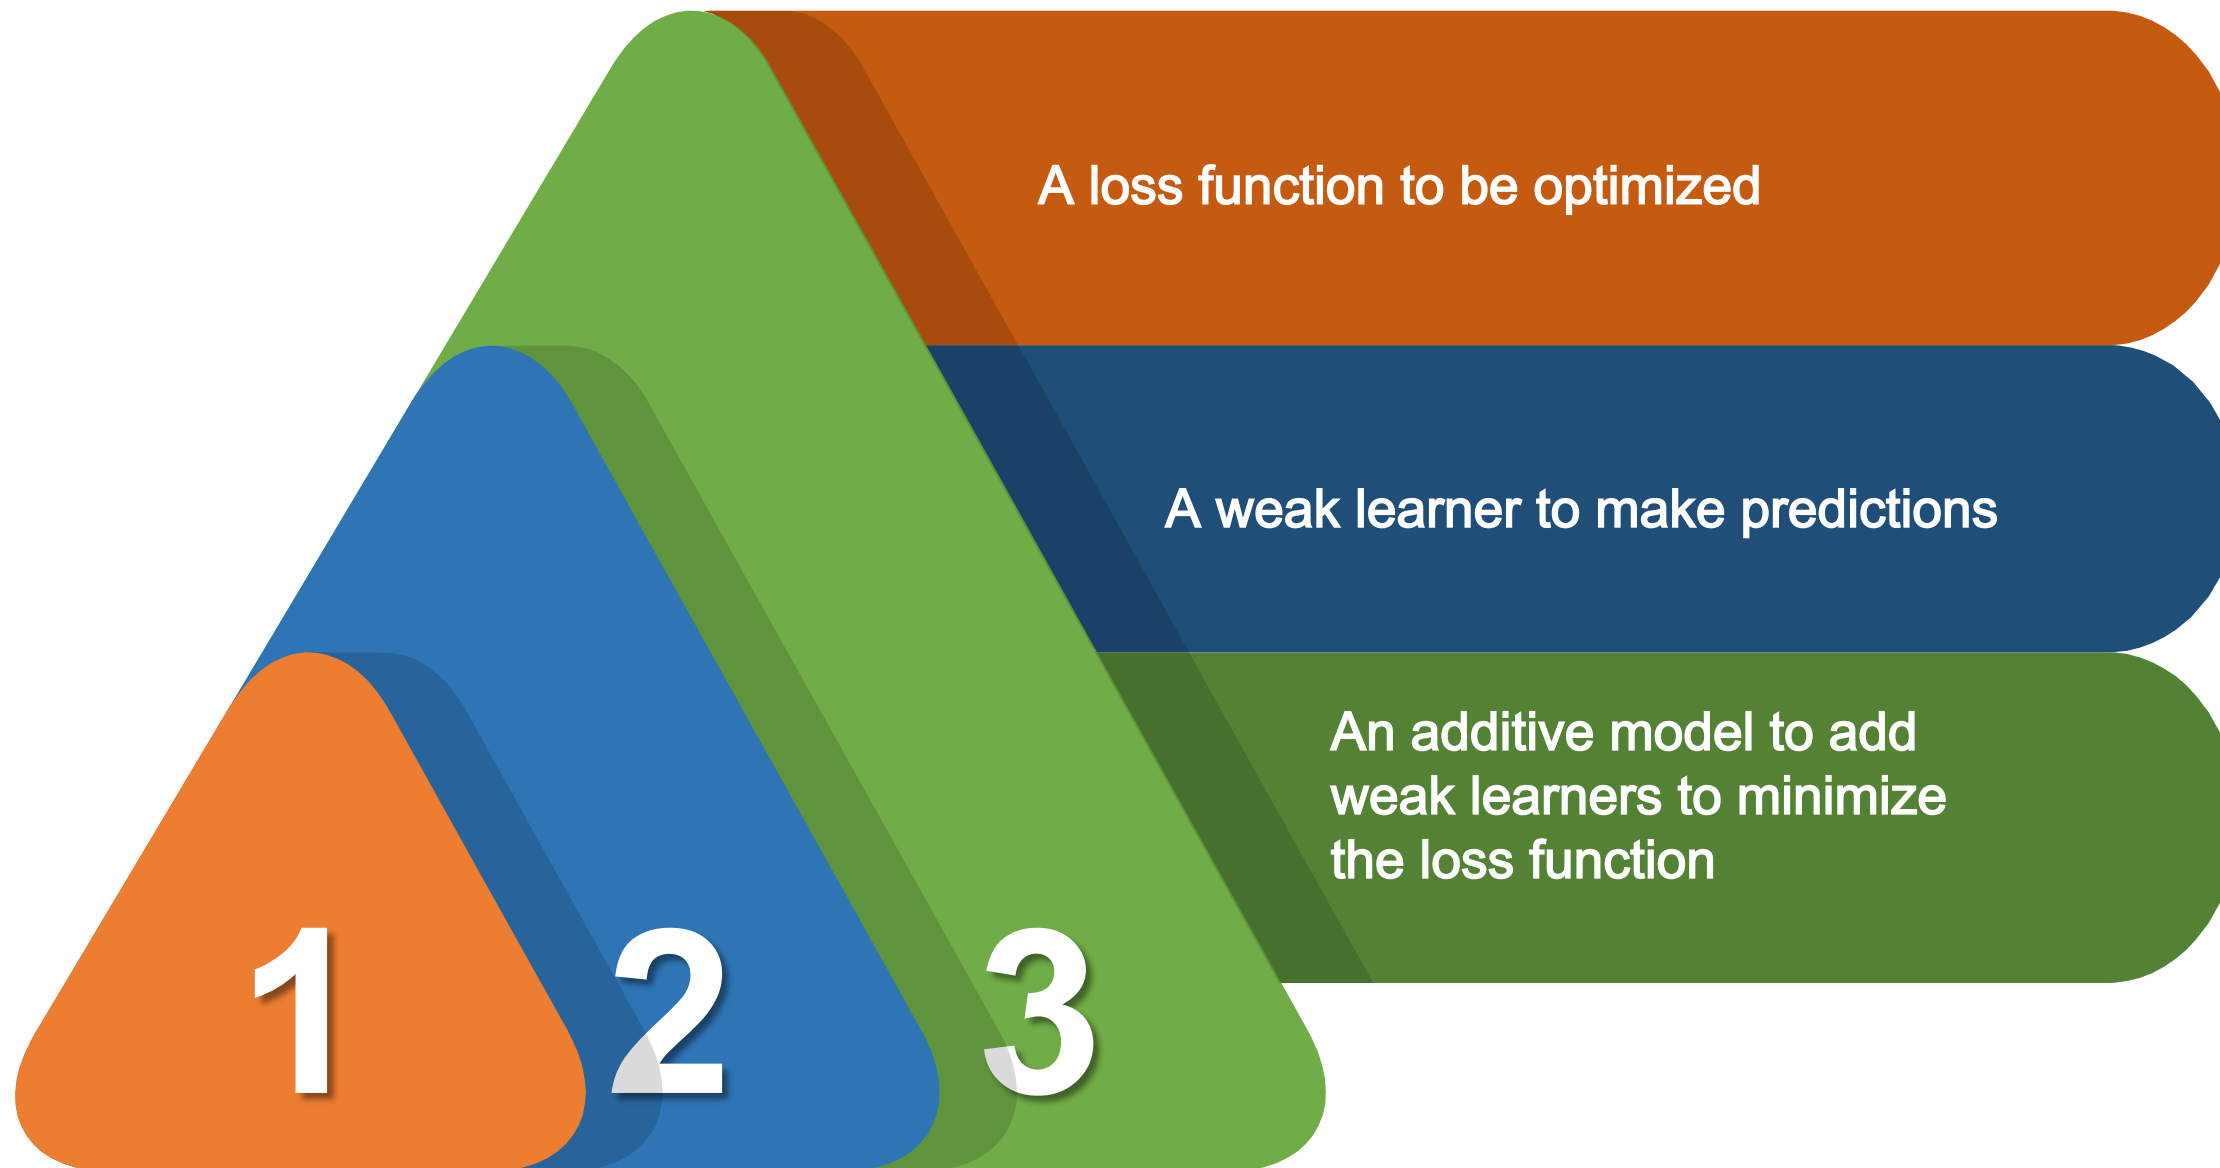 A loss function to be optimized
A weak learner to make predictions
An additive model to add
weak learners to minimize
the loss function
1 2 3